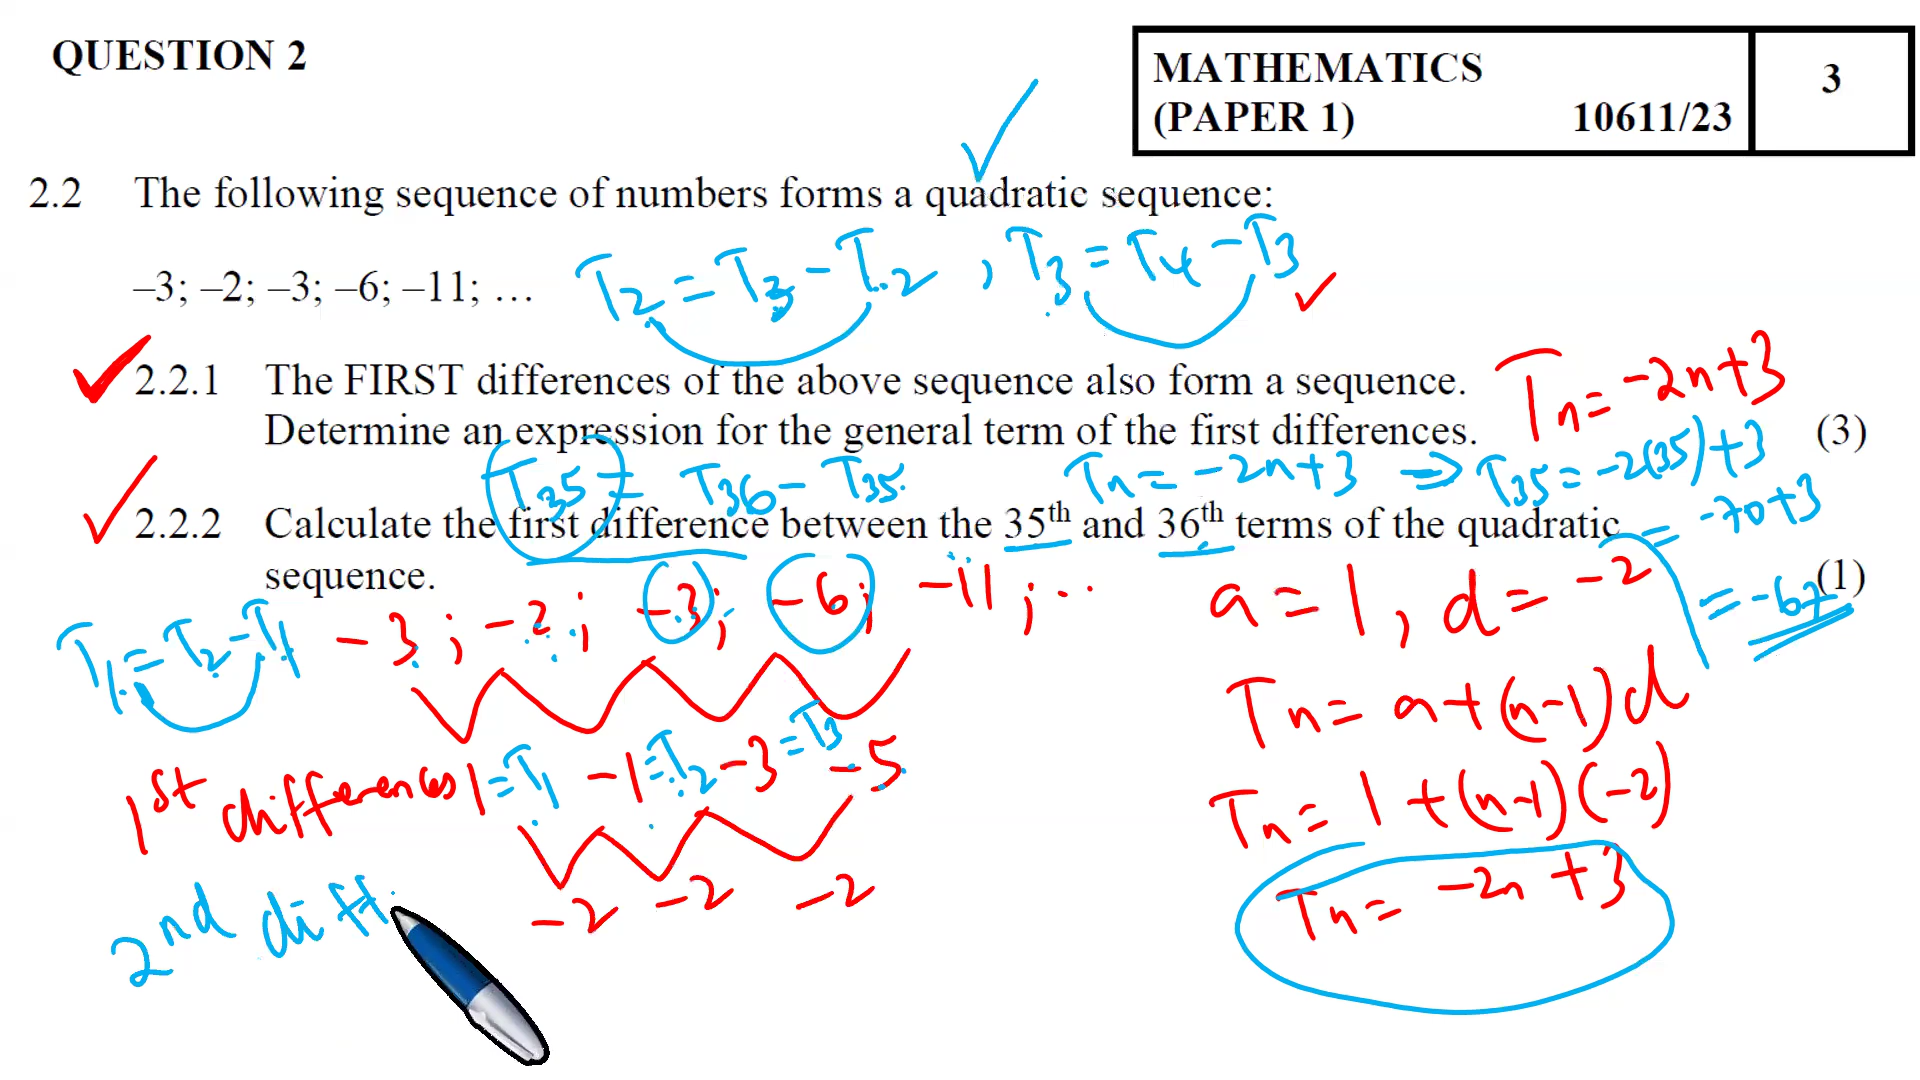 QUESTION 2
MATHEMATICS
(PAPER 1) 10611/23
3
2.2 The following sequence of numbers forms a quadratic sequence:
–3; –2; –3; –6; –11; …
T2 = T3 - T2 , T3 = T4 - T3
2.2.1 The FIRST differences of the above sequence also form a sequence.
Determine an expression for the general term of the first differences. (3)
Tn = -2n+3
T35 = T36 - T35
Tn = -2n+3 ⇒ T35 = -2(35)+3
= -70+3
= -67
2.2.2 Calculate the first difference between the 35th and 36th terms of the quadratic
sequence. (1)
T1 = T2 - T1
-3 ; -2 ; -3 ; -6 ; -11 ; ...
1st differences 1 = T1 -1 = T2 -3 = T3 -5
2nd diff.
-2 -2 -2
a = 1 , d = -2
Tn = a+(n-1)d
Tn = 1 + (n-1)(-2)
Tn = -2n + 3